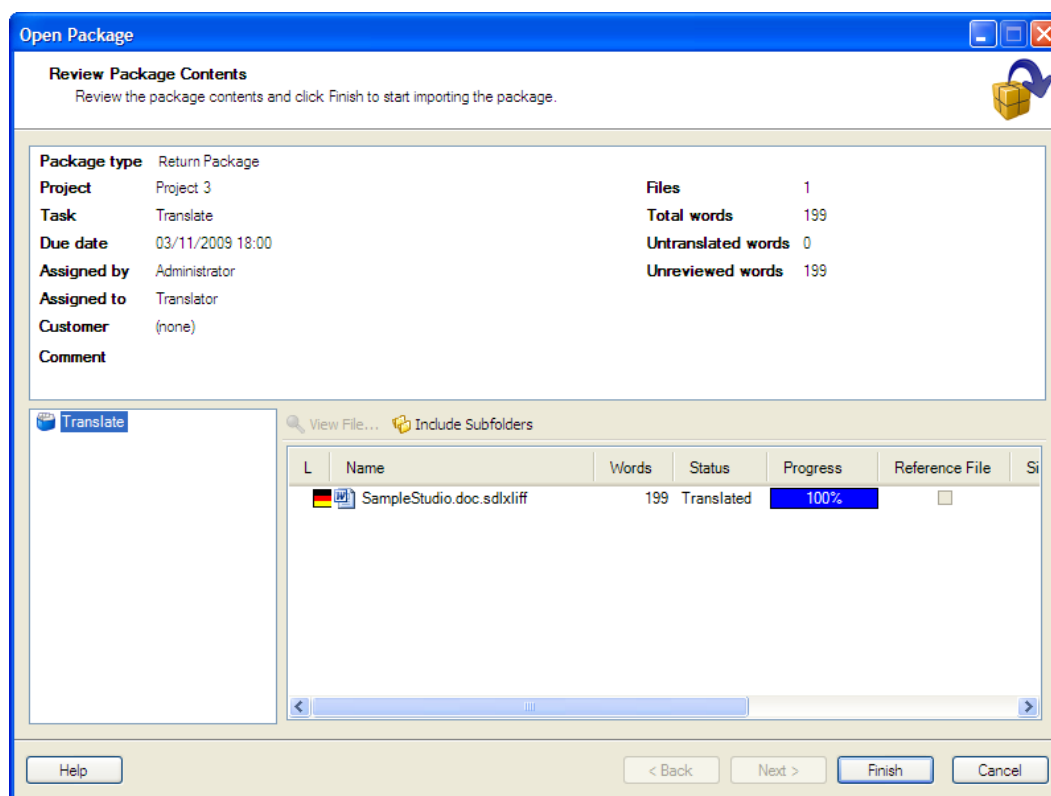 Open Package
Review Package Contents
Review the package contents and click Finish to start importing the package.
Package type Return Package
Project Project 3
Files 1
Task Translate
Total words 199
Due date 03/11/2009 18:00
Untranslated words 0
Assigned by Administrator
Unreviewed words 199
Assigned to Translator
Customer (none)
Comment
Translate
View File... Include Subfolders
L Name Words Status Progress Reference File Si
SampleStudio.doc.sdlxliff 199 Translated 100%
Help < Back Next > Finish Cancel